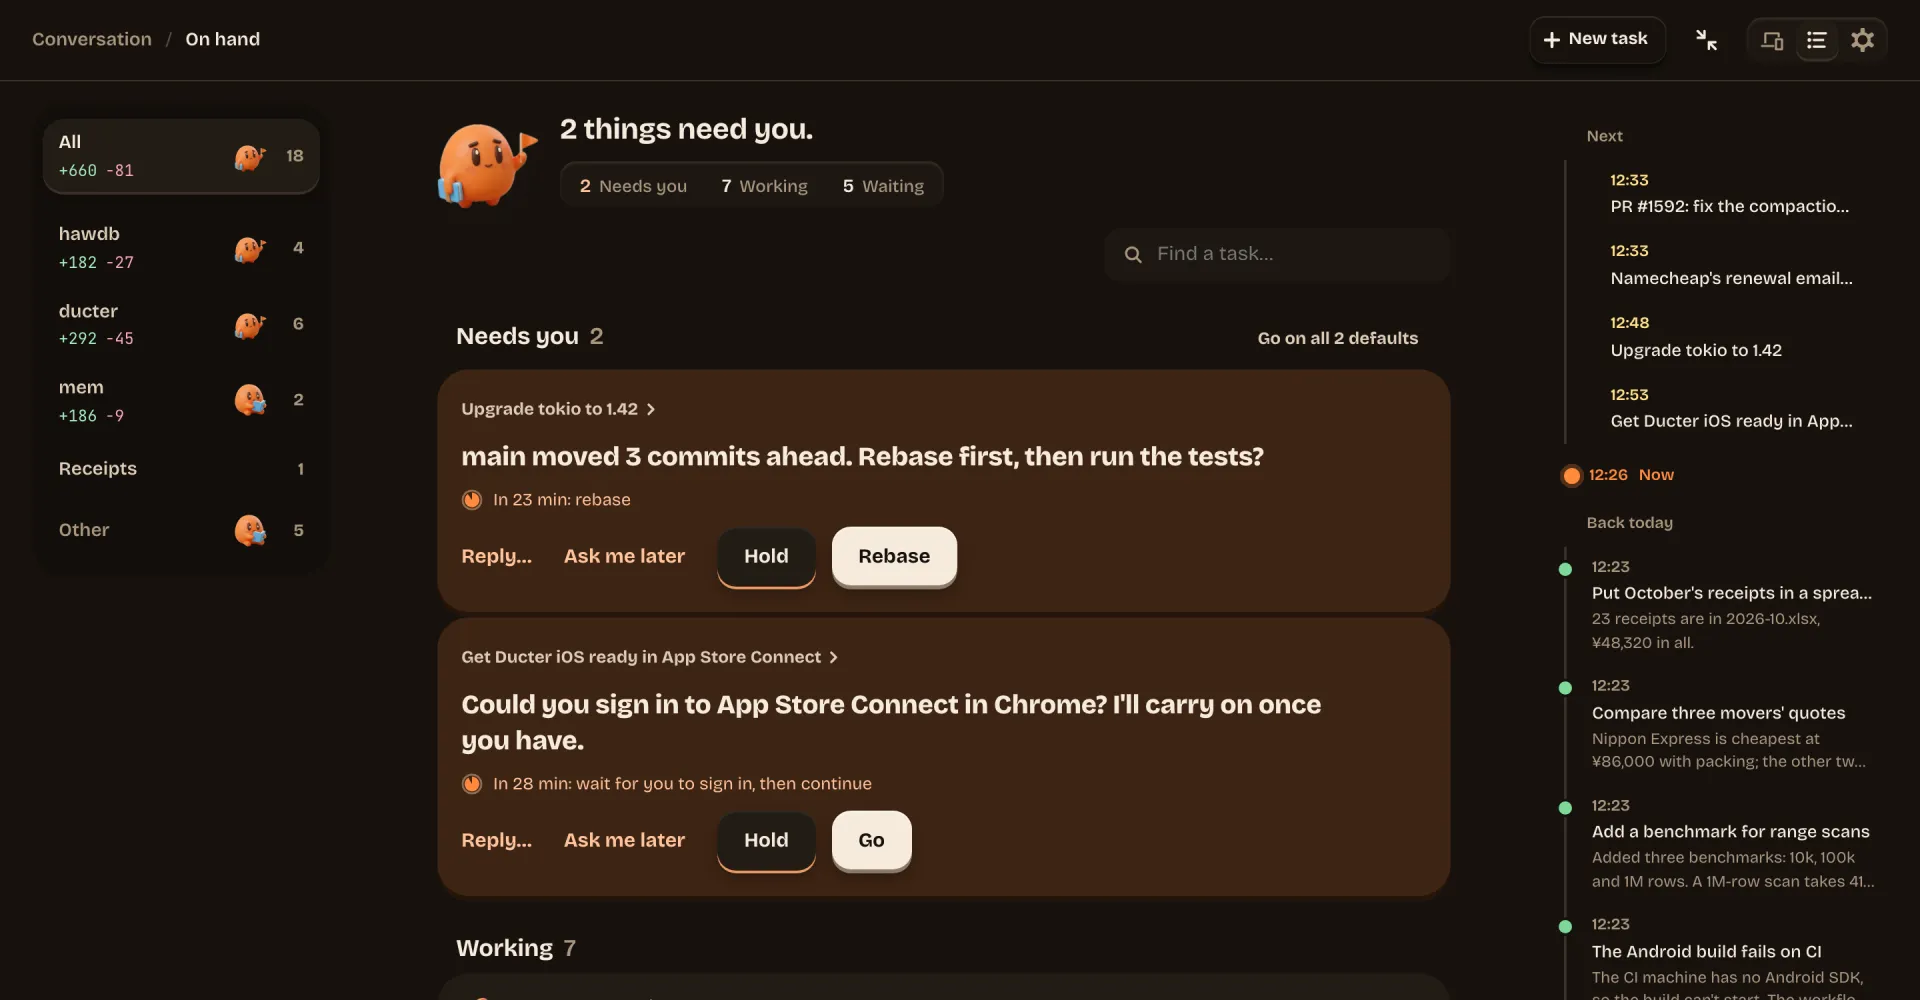 Conversation / On hand
New task
All
+660 -81
18
hawdb
+182 -27
4
ducter
+292 -45
6
mem
+186 -9
2
Receipts
1
Other
5
2 things need you.
2 Needs you 7 Working 5 Waiting
Find a task...
Needs you 2
Go on all 2 defaults
Upgrade tokio to 1.42
main moved 3 commits ahead. Rebase first, then run the tests?
In 23 min: rebase
Reply... Ask me later Hold Rebase
Get Ducter iOS ready in App Store Connect
Could you sign in to App Store Connect in Chrome? I'll carry on once
you have.
In 28 min: wait for you to sign in, then continue
Reply... Ask me later Hold Go
Working 7
Next
12:33
PR #1592: fix the compactio...
12:33
Namecheap's renewal email...
12:48
Upgrade tokio to 1.42
12:53
Get Ducter iOS ready in App...
12:26 Now
Back today
12:23
Put October's receipts in a sprea...
23 receipts are in 2026-10.xlsx,
¥48,320 in all.
12:23
Compare three movers' quotes
Nippon Express is cheapest at
¥86,000 with packing; the other tw...
12:23
Add a benchmark for range scans
Added three benchmarks: 10k, 100k
and 1M rows. A 1M-row scan takes 41...
12:23
The Android build fails on CI
The CI machine has no Android SDK,
so the build can't start. The workflo...